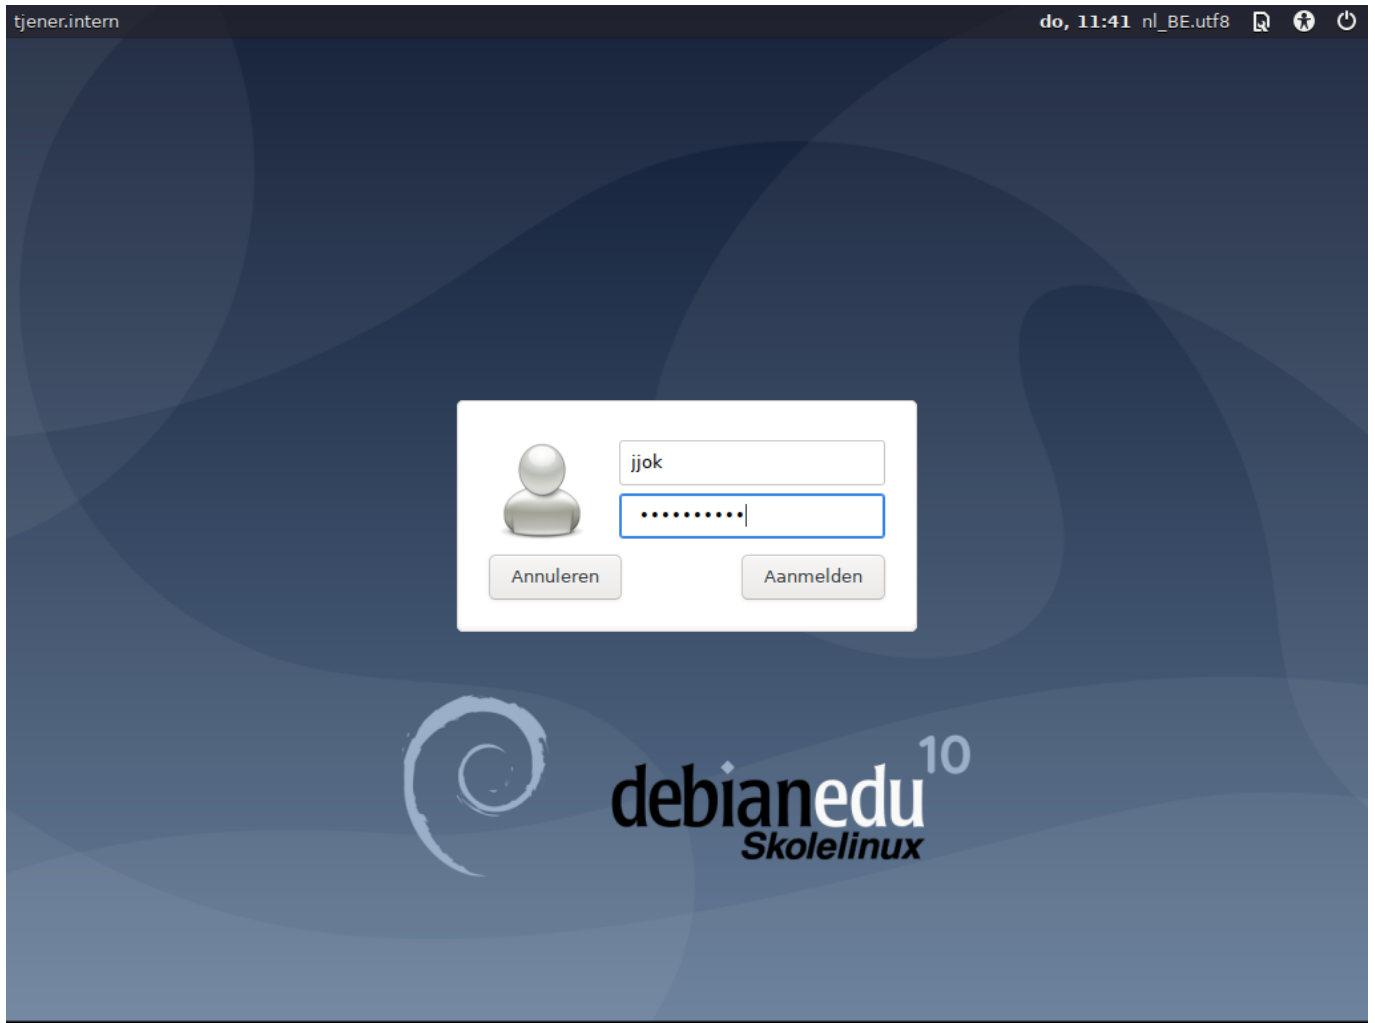 tjener.intern
do, 11:41 nl_BE.utf8
jjok
••••••••••
Annuleren
Aanmelden
debianedu 10
Skolelinux